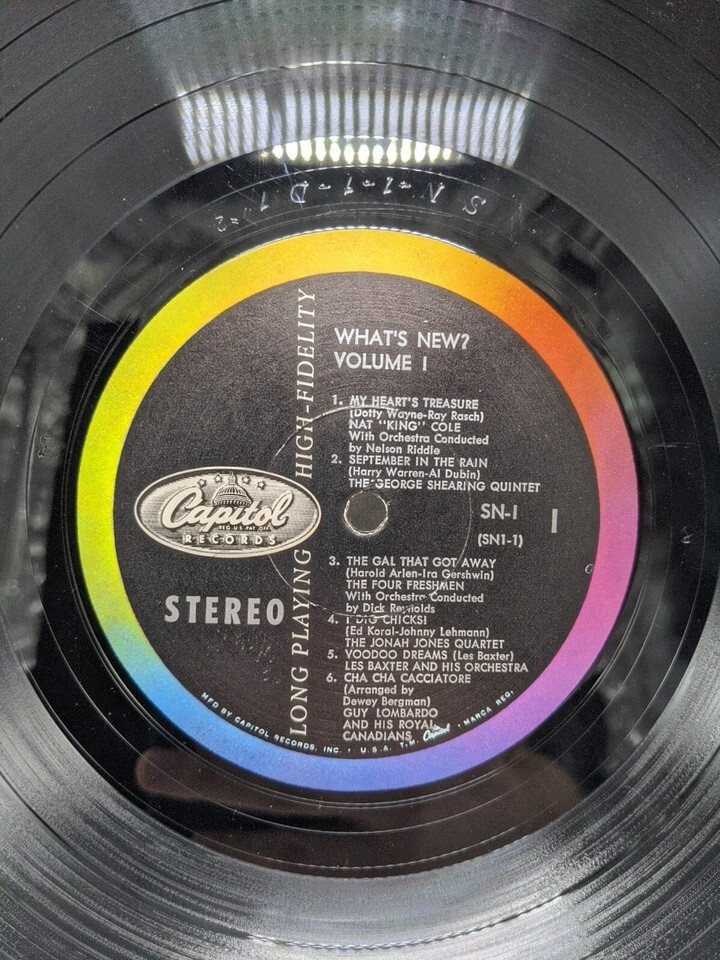 S N-1-1-D1 #2
WHAT'S NEW?
VOLUME I
1. MY HEART'S TREASURE
(Dotty Wayne-Ray Rasch)
NAT "KING" COLE
With Orchestra Conducted
by Nelson Riddle
2. SEPTEMBER IN THE RAIN
(Harry Warren-Al Dubin)
THE GEORGE SHEARING QUINTET
SN-1
1
(SN1-1)
3. THE GAL THAT GOT AWAY
(Harold Arlen-Ira Gershwin)
THE FOUR FRESHMEN
With Orchestra Conducted
by Dick Reynolds
4. I DIG CHICKS!
(Ed Koral-Johnny Lehmann)
THE JONAH JONES QUARTET
5. VOODOO DREAMS (Les Baxter)
LES BAXTER AND HIS ORCHESTRA
6. CHA CHA CACCIATORE
(Arranged by
Dewey Bergman)
GUY LOMBARDO
AND HIS ROYAL
CANADIANS
Capitol
REG. U.S. PAT. OFF.
RECORDS
STEREO
LONG PLAYING HIGH-FIDELITY
MFD BY CAPITOL RECORDS, INC. • U.S.A. T.M. Capitol • MARCA REG.